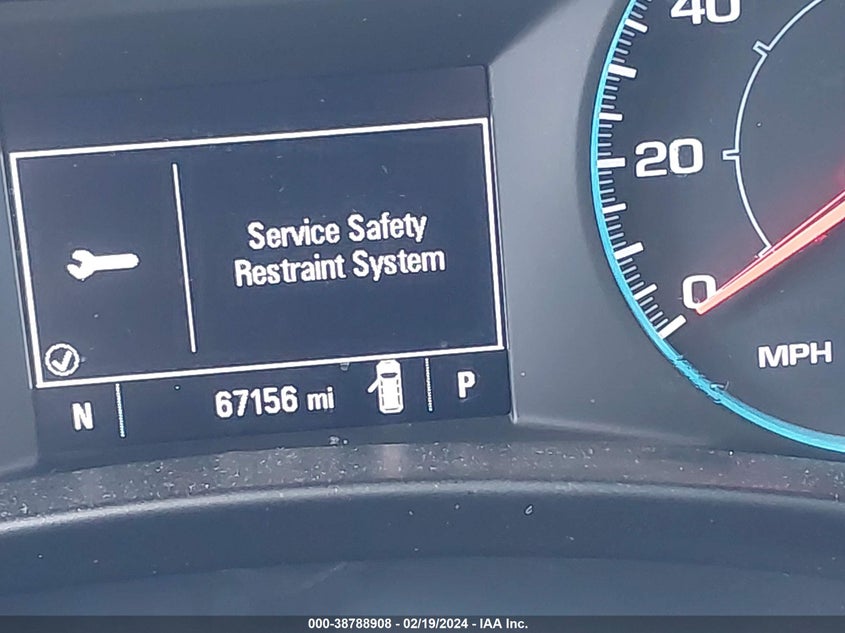 40
20
0
MPH
Service Safety
Restraint System
N
67156 mi
P
000-38788908 - 02/19/2024 - IAA Inc.